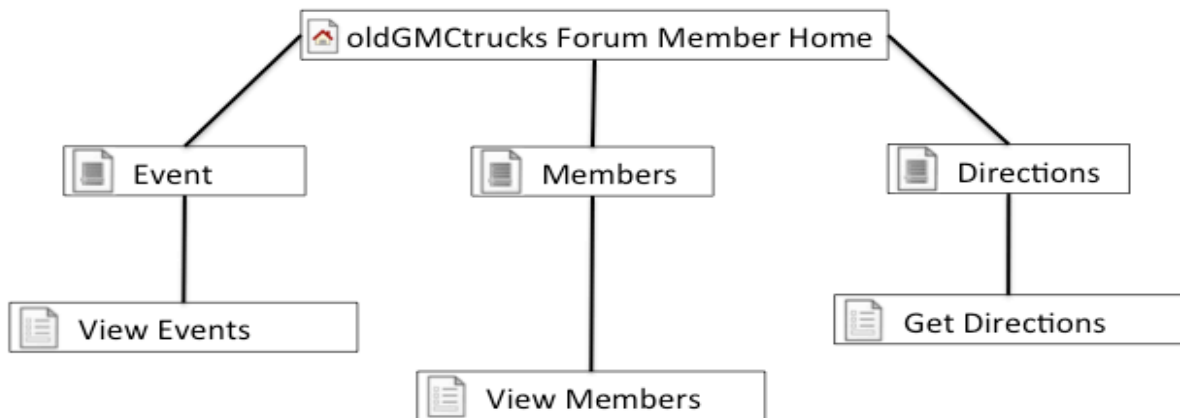 oldGMCtrucks Forum Member Home
Event
Members
Directions
View Events
Get Directions
View Members